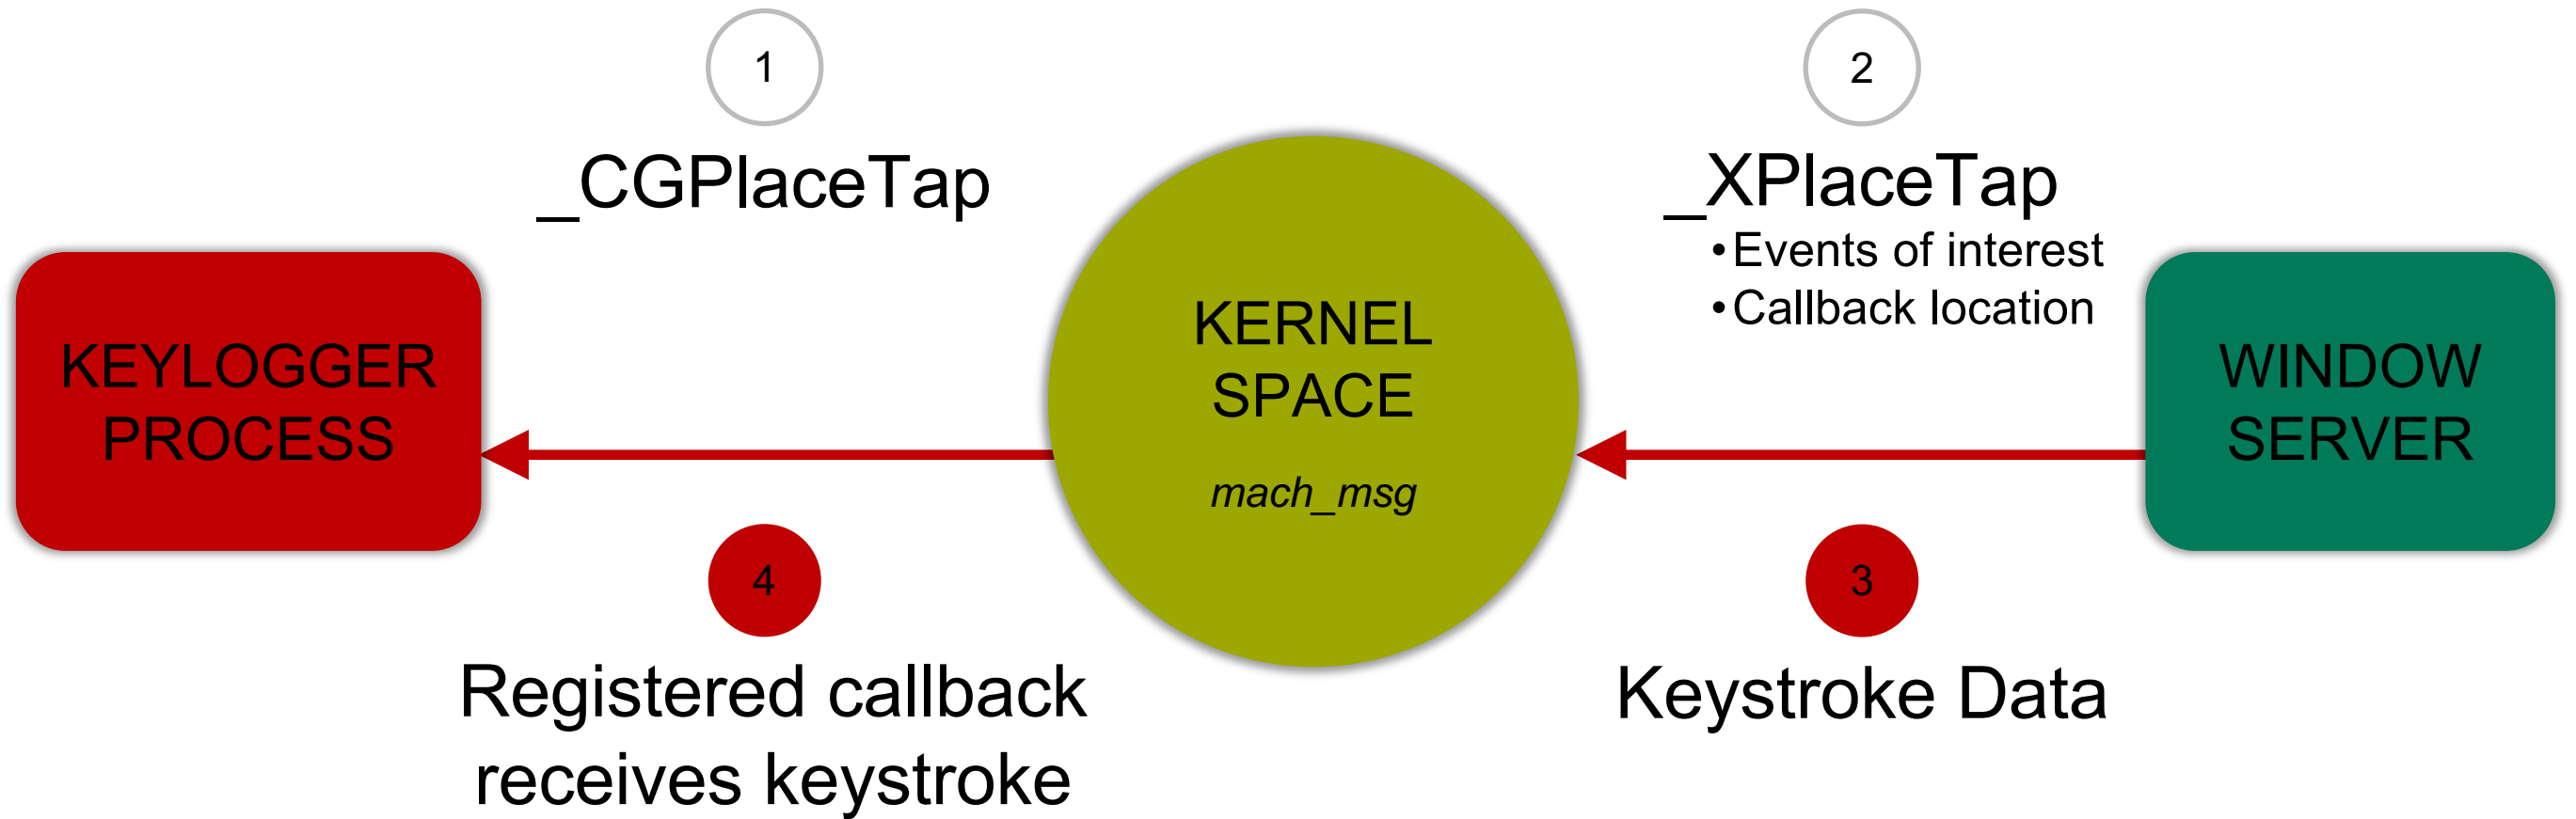 1
_CGPlaceTap
2
_XPlaceTap
•Events of interest
•Callback location
KEYLOGGER
PROCESS
KERNEL
SPACE
mach_msg
WINDOW
SERVER
4
Registered callback
receives keystroke
3
Keystroke Data